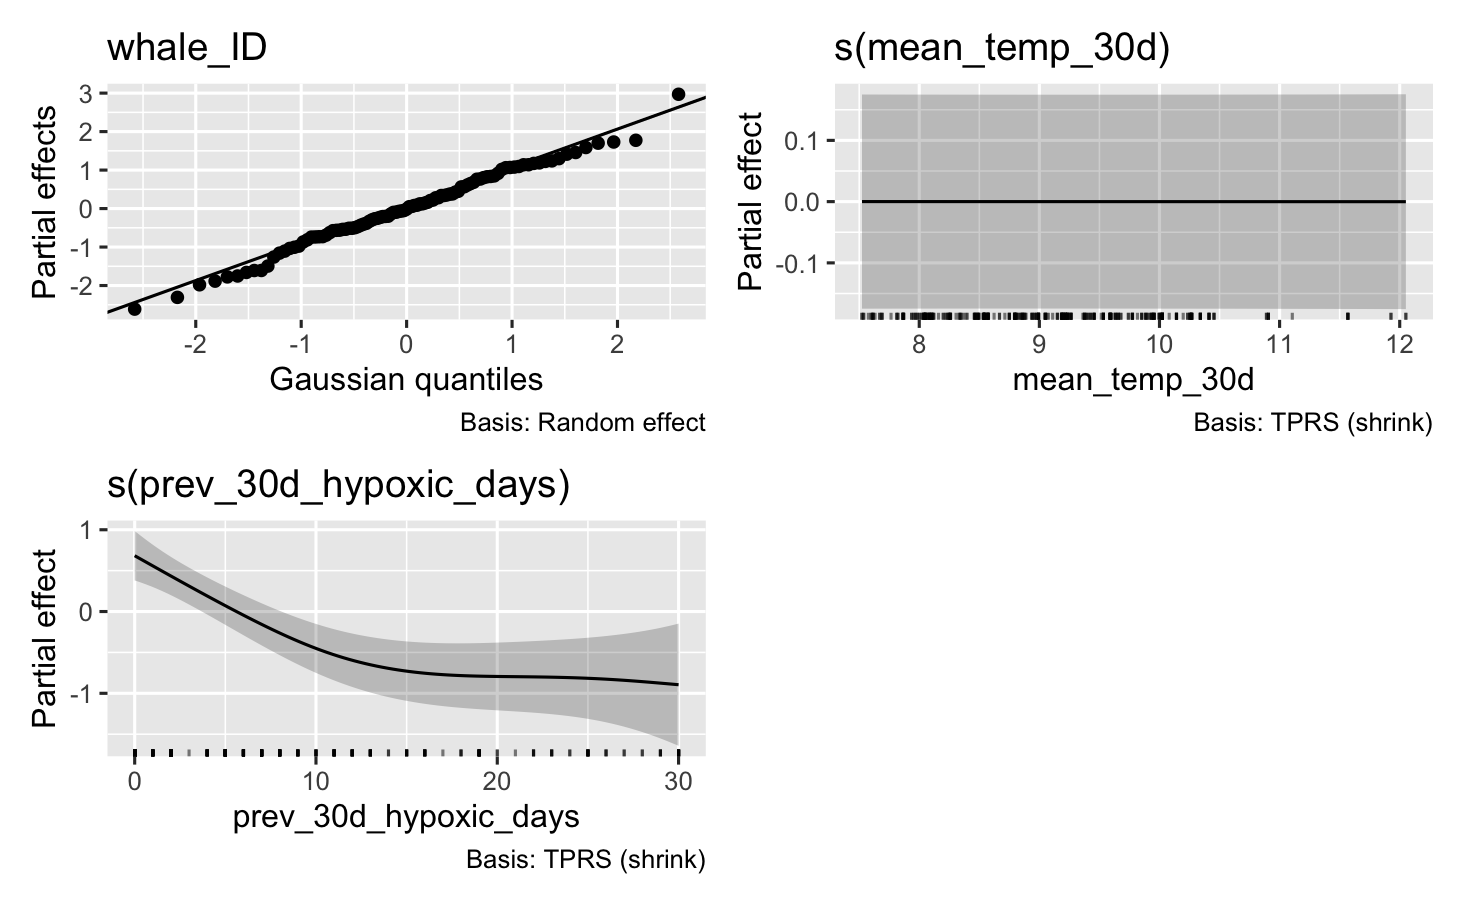 whale_ID
3
2
1
0
-1
-2
Partial effects
-2 -1 0 1 2
Gaussian quantiles
Basis: Random effect
s(mean_temp_30d)
0.1
0.0
-0.1
Partial effect
8 9 10 11 12
mean_temp_30d
Basis: TPRS (shrink)
s(prev_30d_hypoxic_days)
1
0
-1
Partial effect
0 10 20 30
prev_30d_hypoxic_days
Basis: TPRS (shrink)